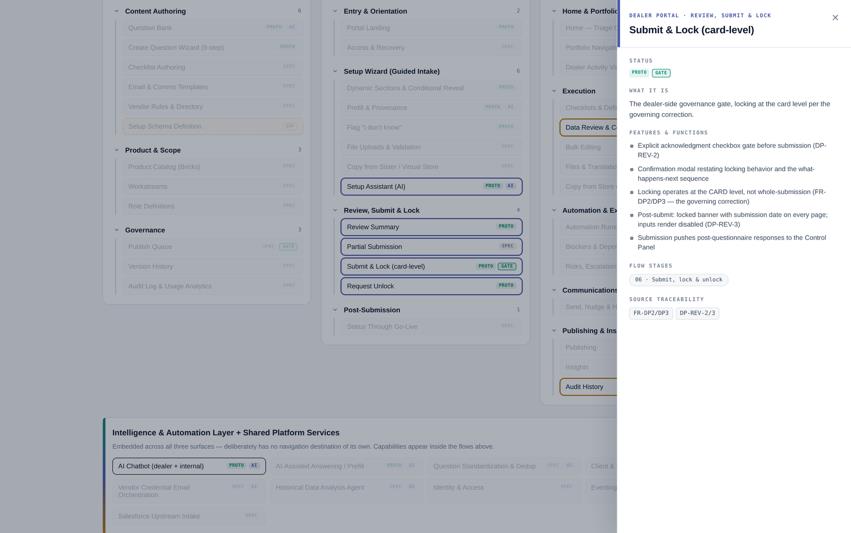 Content Authoring 6
Question Bank PROTO AI
Create Question Wizard (9-step) PROTO
Checklist Authoring SPEC
Email & Comms Templates SPEC
Vendor Rules & Directory SPEC
Setup Schema Definition GAP
Product & Scope 3
Product Catalog (Bricks) SPEC
Workstreams SPEC
Role Definitions SPEC
Governance 3
Publish Queue SPEC GATE
Version History SPEC
Audit Log & Usage Analytics SPEC
Entry & Orientation 2
Portal Landing PROTO
Access & Recovery SPEC
Setup Wizard (Guided Intake) 6
Dynamic Sections & Conditional Reveal PROTO
Prefill & Provenance PROTO AI
Flag "I don't know" PROTO
File Uploads & Validation SPEC
Copy from Sister / Virtual Store SPEC
Setup Assistant (AI) PROTO AI
Review, Submit & Lock 4
Review Summary PROTO
Partial Submission SPEC
Submit & Lock (card-level) PROTO GATE
Request Unlock PROTO
Post-Submission 1
Status Through Go-Live SPEC
Home & Portfolio
Home — Triage
Portfolio Navigat
Dealer Activity Vi
Execution
Checklists & Defi
Data Review & C
Bulk Editing
Files & Translatio
Copy from Store
Automation & Ex
Automation Runs
Blockers & Depen
Risks, Escalation
Communications
Send, Nudge & H
Publishing & Ins
Publishing
Insights
Audit History
Intelligence & Automation Layer + Shared Platform Services
Embedded across all three surfaces — deliberately has no navigation destination of its own. Capabilities appear inside the flows above.
AI Chatbot (dealer + internal) PROTO AI
AI-Assisted Answering / Prefill PROTO AI
Question Standardization & Dedup SPEC AI
Client &
Vendor Credential Email
Orchestration SPEC AI
Historical Data Analysis Agent SPEC AI
Identity & Access SPEC
Eventing
Salesforce Upstream Intake SPEC
DEALER PORTAL · REVIEW, SUBMIT & LOCK
Submit & Lock (card-level)
STATUS
PROTO GATE
WHAT IT IS
The dealer-side governance gate, locking at the card level per the
governing correction.
FEATURES & FUNCTIONS
Explicit acknowledgment checkbox gate before submission (DP-
REV-2)
Confirmation modal restating locking behavior and the what-
happens-next sequence
Locking operates at the CARD level, not whole-submission (FR-
DP2/DP3 — the governing correction)
Post-submit: locked banner with submission date on every page;
inputs render disabled (DP-REV-3)
Submission pushes post-questionnaire responses to the Control
Panel
FLOW STAGES
06 · Submit, lock & unlock
SOURCE TRACEABILITY
FR-DP2/DP3 DP-REV-2/3